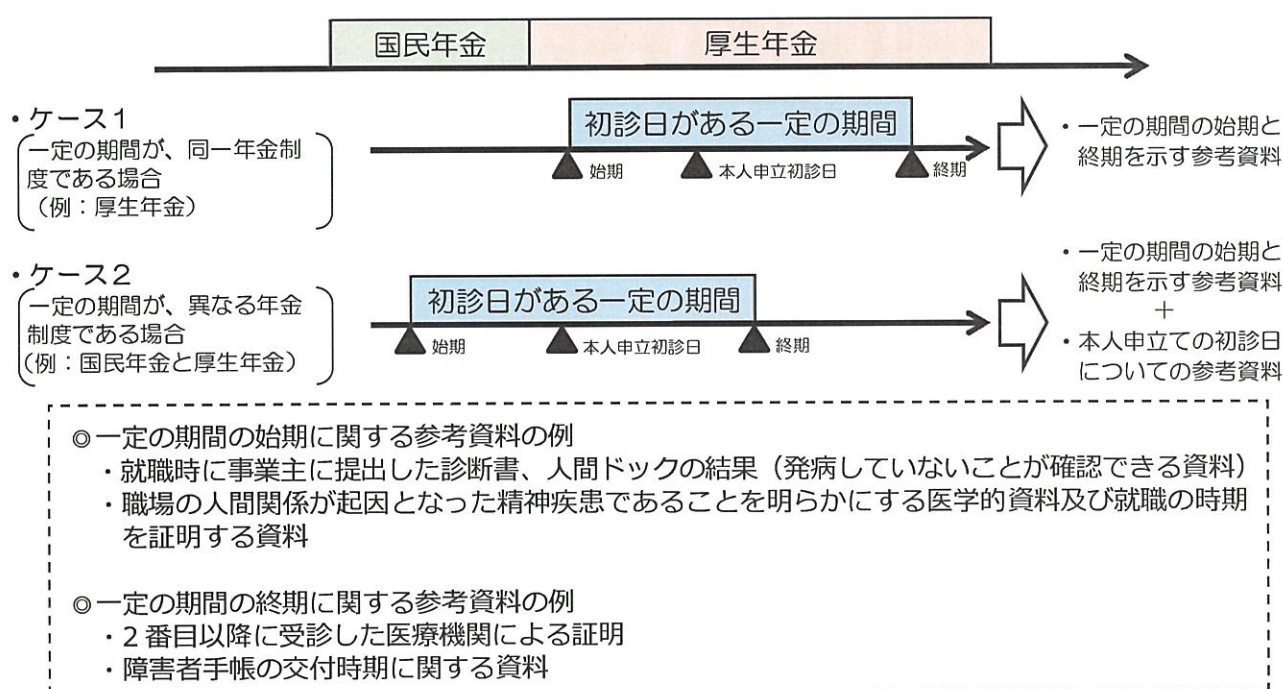 国民年金
厚生年金
・ケース1
一定の期間が、同一年金制
度である場合
（例：厚生年金）
初診日がある一定の期間
始期
本人申立初診日
終期
・一定の期間の始期と
終期を示す参考資料
・ケース2
一定の期間が、異なる年金
制度である場合
（例：国民年金と厚生年金）
初診日がある一定の期間
始期
本人申立初診日
終期
・一定の期間の始期と
終期を示す参考資料
＋
・本人申立ての初診日
についての参考資料
◎一定の期間の始期に関する参考資料の例
・就職時に事業主に提出した診断書、人間ドックの結果（発病していないことが確認できる資料）
・職場の人間関係が起因となった精神疾患であることを明らかにする医学的資料及び就職の時期
を証明する資料
◎一定の期間の終期に関する参考資料の例
・2番目以降に受診した医療機関による証明
・障害者手帳の交付時期に関する資料